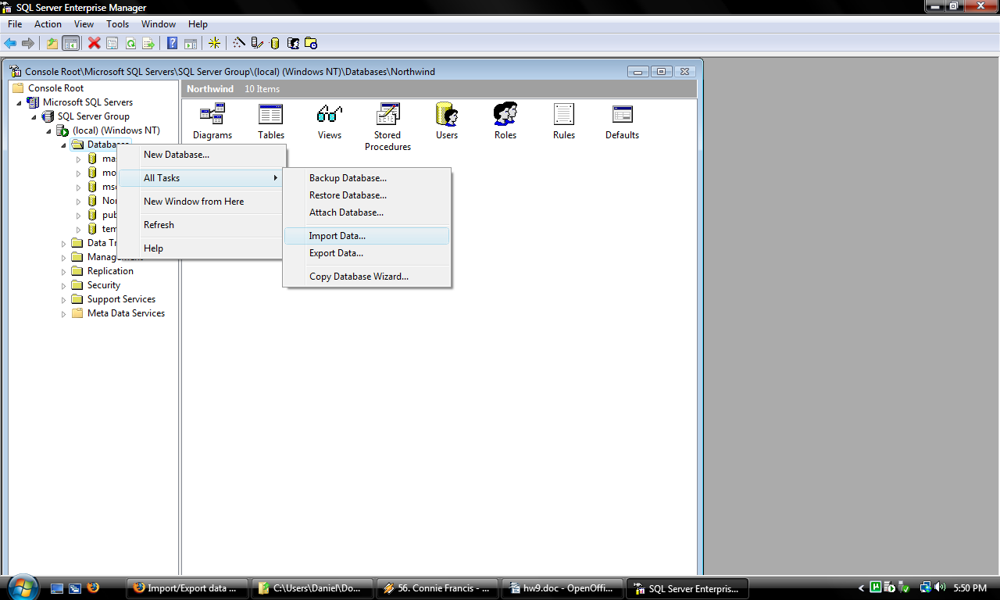 SQL Server Enterprise Manager
File Action View Tools Window Help
Console Root\Microsoft SQL Servers\SQL Server Group\(local) (Windows NT)\Databases\Northwind
Console Root
Microsoft SQL Servers
SQL Server Group
(local) (Windows NT)
Databases
ma
mo
Nor
pub
Data Tr
Management
Replication
Security
Support Services
Meta Data Services
Northwind 10 Items
Diagrams Tables Views Stored Procedures Users Roles Rules Defaults
New Database...
All Tasks
New Window from Here
Refresh
Help
Backup Database...
Restore Database...
Attach Database...
Import Data...
Export Data...
Copy Database Wizard...
Import/Export data ... C:\Users\Daniel\Do... 56. Connie Francis - ... hw9.doc - OpenOffi... SQL Server Enterpris... 5:50 PM